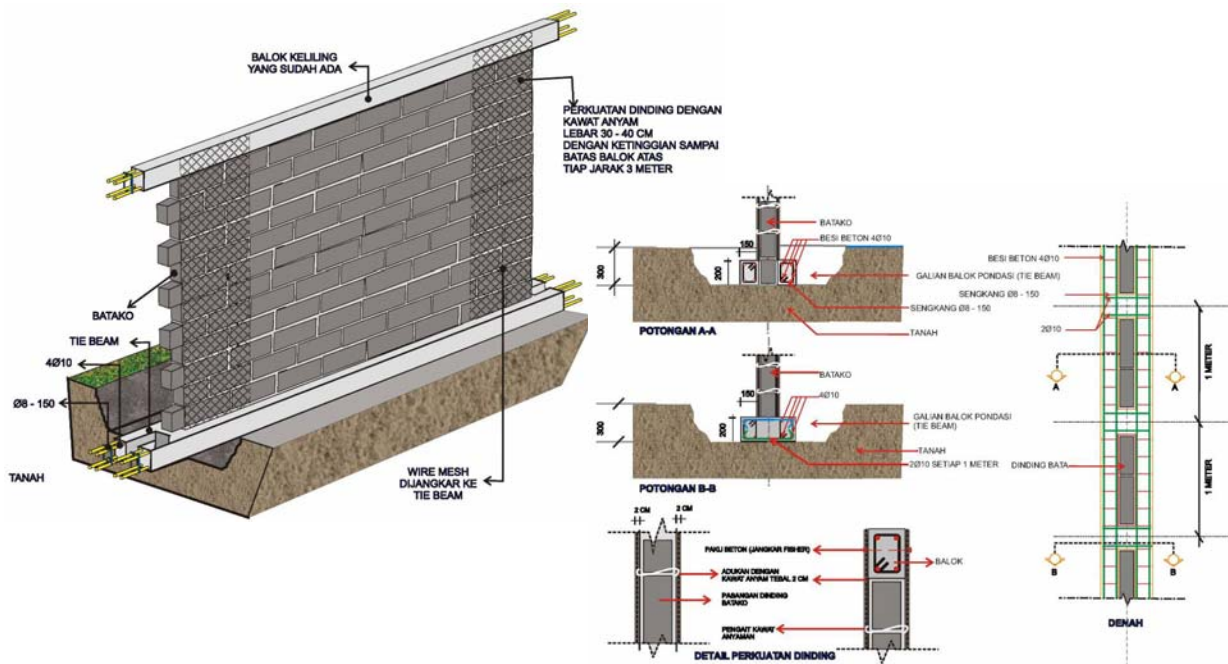 BALOK KELILING
YANG SUDAH ADA
PERKUATAN DINDING DENGAN
KAWAT ANYAM
LEBAR 30 - 40 CM
DENGAN KETINGGIAN SAMPAI
BATAS BALOK ATAS
TIAP JARAK 3 METER
BATAKO
TIE BEAM
4Ø10
Ø8 - 150
TANAH
WIRE MESH
DIJANGKAR KE
TIE BEAM
BATAKO
150
BESI BETON 4Ø10
300
200
GALIAN BALOK PONDASI (TIE BEAM)
SENGKANG Ø8 - 150
POTONGAN A-A
TANAH
BATAKO
150
4Ø10
300
200
GALIAN BALOK PONDASI
(TIE BEAM)
TANAH
2Ø10 SETIAP 1 METER
POTONGAN B-B
2 CM
2 CM
PAKU BETON (JANGKAR FISHER)
BALOK
ADUKAN DENGAN
KAWAT ANYAM TEBAL 2 CM
PASANGAN DINDING
BATAKO
PENGAIT KAWAT
ANYAMAN
DETAIL PERKUATAN DINDING
BESI BETON 4Ø10
SENGKANG Ø8 - 150
2Ø10
1 METER
A
A
DINDING BATA
1 METER
B
B
DENAH